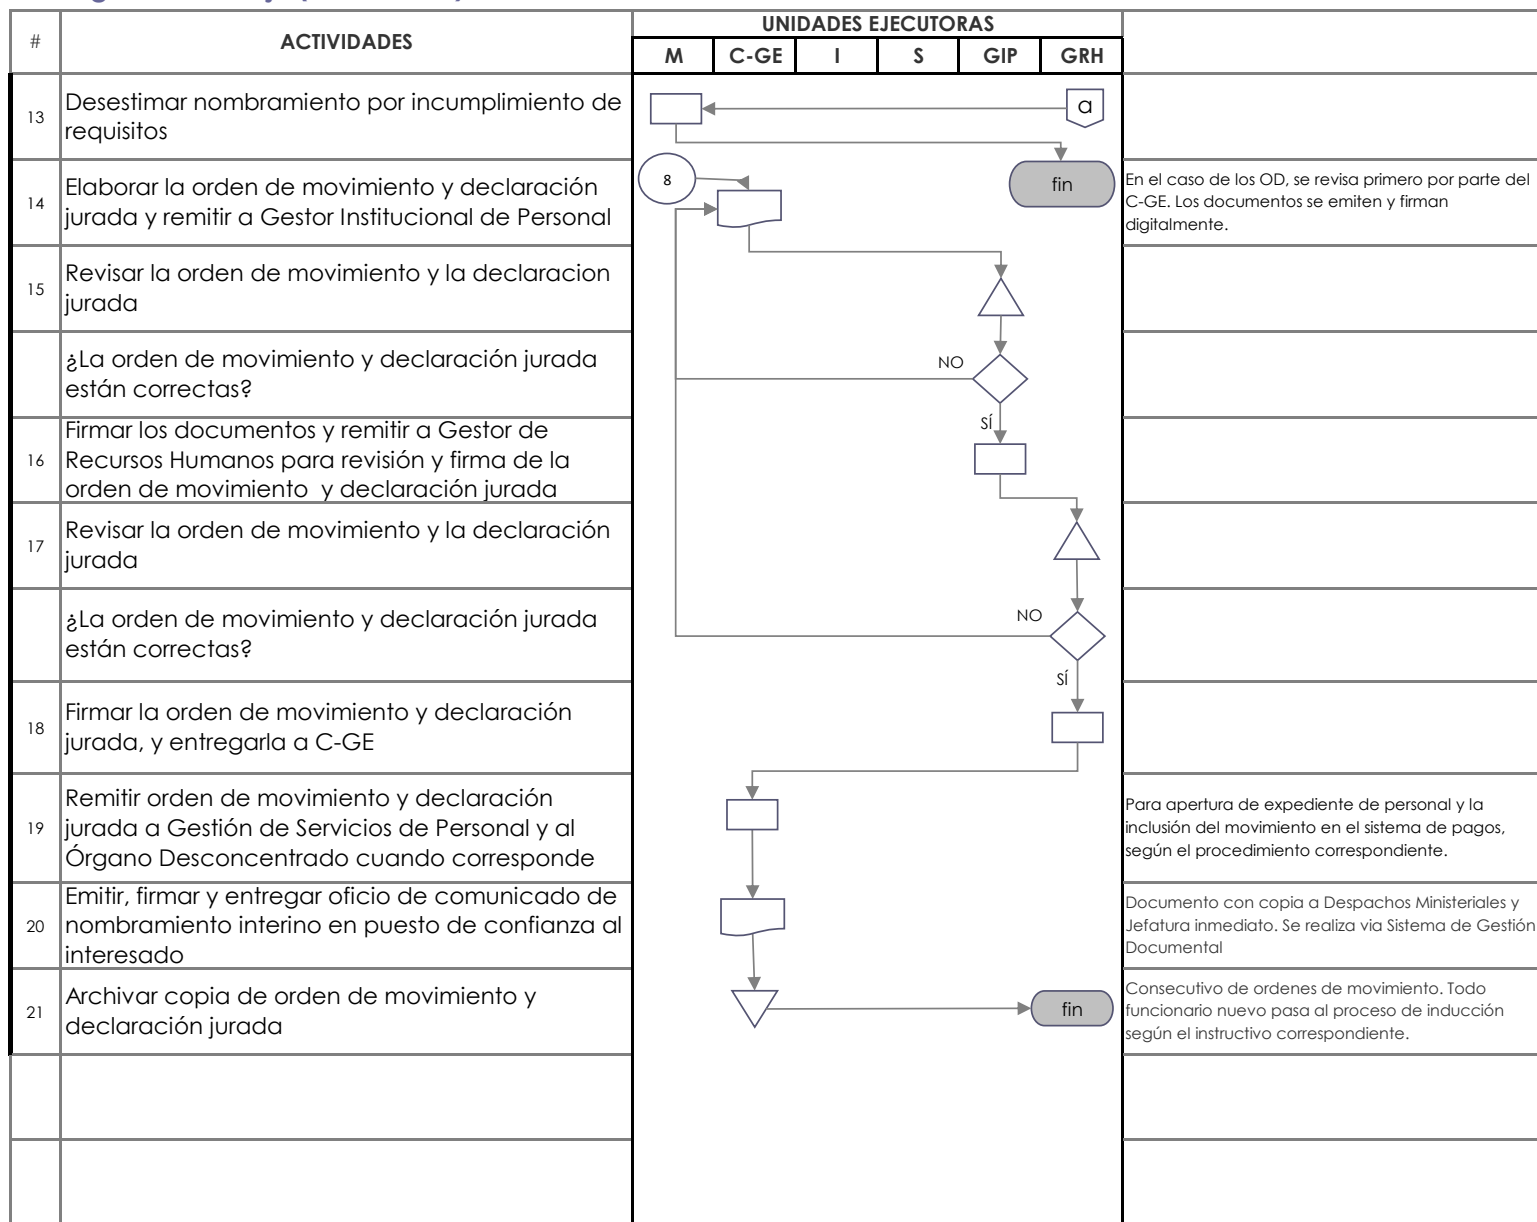 UNIDADES EJECUTORAS
# ACTIVIDADES
M C-GE I S GIP GRH
13
Desestimar nombramiento por incumplimiento de
requisitos
a
fin
14
Elaborar la orden de movimiento y declaración
jurada y remitir a Gestor Institucional de Personal
8
En el caso de los OD, se revisa primero por parte del
C-GE. Los documentos se emiten y firman
digitalmente.
15
Revisar la orden de movimiento y la declaracion
jurada
¿La orden de movimiento y declaración jurada
están correctas?
NO
SÍ
16
Firmar los documentos y remitir a Gestor de
Recursos Humanos para revisión y firma de la
orden de movimiento y declaración jurada
17
Revisar la orden de movimiento y la declaración
jurada
¿La orden de movimiento y declaración jurada
están correctas?
NO
SÍ
18
Firmar la orden de movimiento y declaración
jurada, y entregarla a C-GE
19
Remitir orden de movimiento y declaración
jurada a Gestión de Servicios de Personal y al
Órgano Desconcentrado cuando corresponde
Para apertura de expediente de personal y la
inclusión del movimiento en el sistema de pagos,
según el procedimiento correspondiente.
20
Emitir, firmar y entregar oficio de comunicado de
nombramiento interino en puesto de confianza al
interesado
Documento con copia a Despachos Ministeriales y
Jefatura inmediato. Se realiza via Sistema de Gestión
Documental
21
Archivar copia de orden de movimiento y
declaración jurada
fin
Consecutivo de ordenes de movimiento. Todo
funcionario nuevo pasa al proceso de inducción
según el instructivo correspondiente.